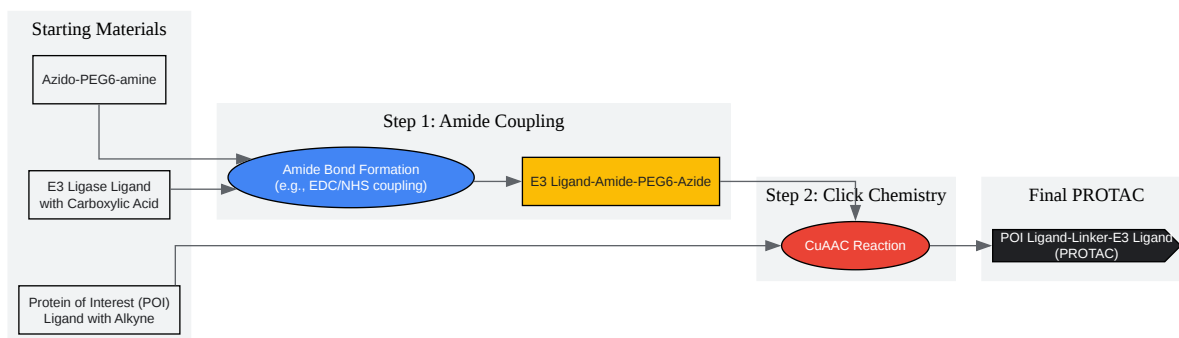 Starting Materials
Azido-PEG6-amine
E3 Ligase Ligand
with Carboxylic Acid
Protein of Interest (POI)
Ligand with Alkyne
Step 1: Amide Coupling
Amide Bond Formation
(e.g., EDC/NHS coupling)
E3 Ligand-Amide-PEG6-Azide
Step 2: Click Chemistry
CuAAC Reaction
Final PROTAC
POI Ligand-Linker-E3 Ligand
(PROTAC)